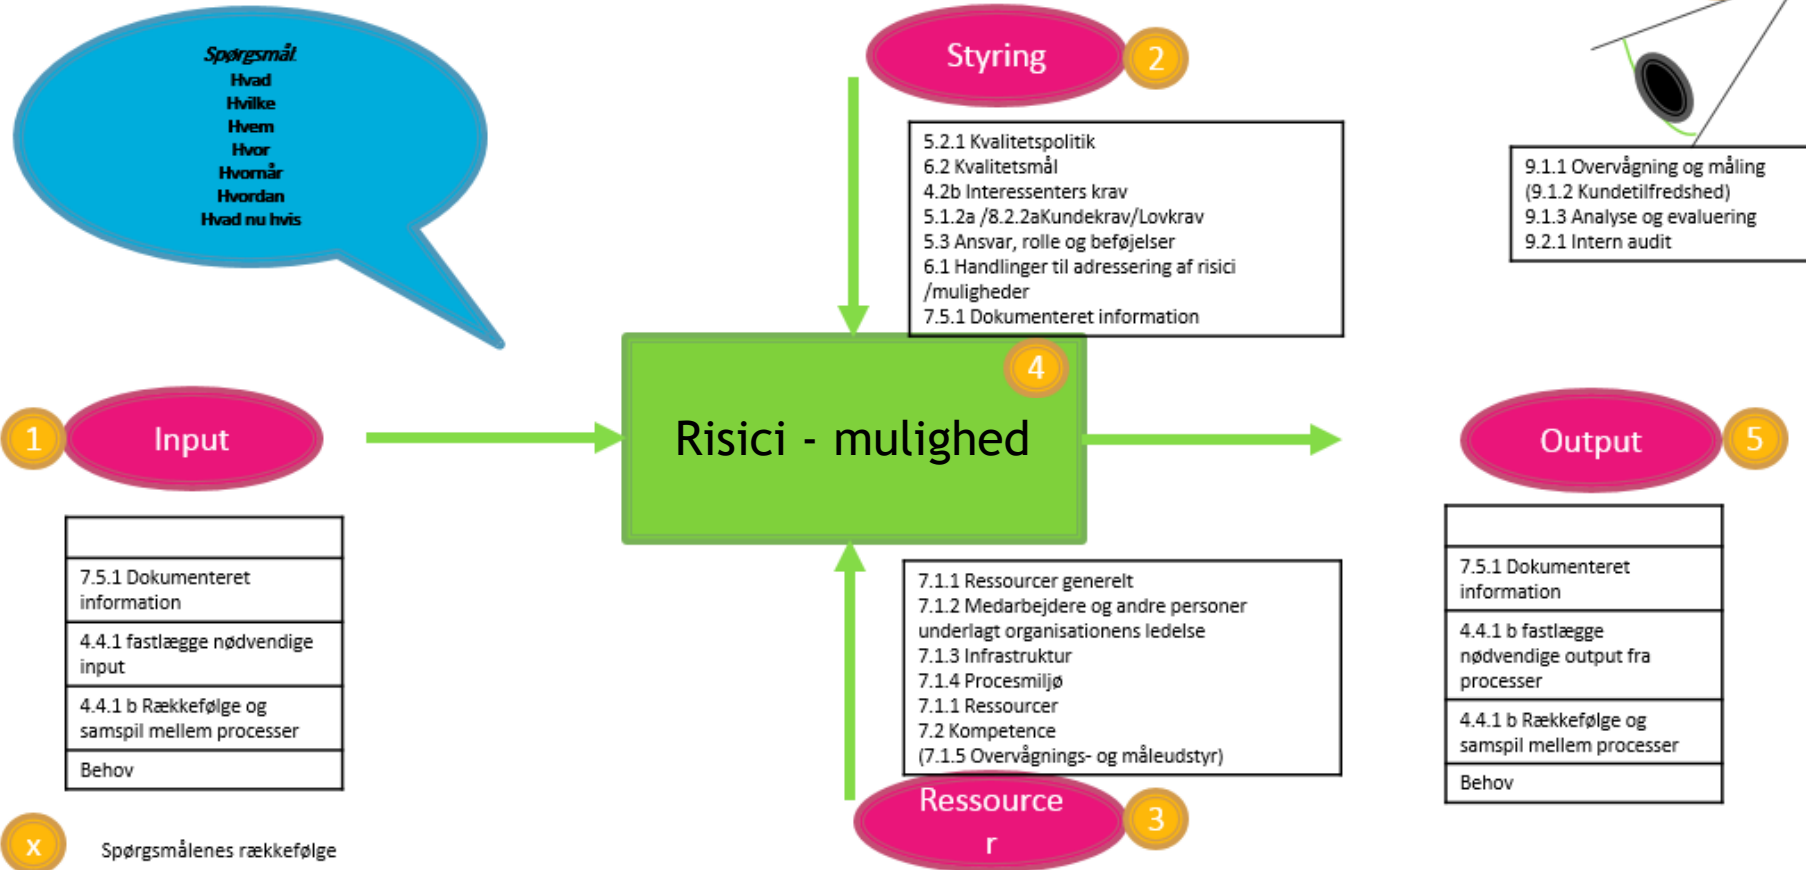 Spørgsmål
Hvad
Hvilke
Hvem
Hvor
Hvornår
Hvordan
Hvad nu hvis
Styring
2
5.2.1 Kvalitetspolitik
6.2 Kvalitetsmål
4.2b Interessenters krav
5.1.2a /8.2.2aKundekrav/Lovkrav
5.3 Ansvar, rolle og beføjelser
6.1 Handlinger til adressering af risici
/muligheder
7.5.1 Dokumenteret information
9.1.1 Overvågning og måling
(9.1.2 Kundetilfredshed)
9.1.3 Analyse og evaluering
9.2.1 Intern audit
1
Input
4
Risici - mulighed
Output
5
7.5.1 Dokumenteret
information
4.4.1 fastlægge nødvendige
input
4.4.1 b Rækkefølge og
samspil mellem processer
Behov
7.1.1 Ressourcer generelt
7.1.2 Medarbejdere og andre personer
underlagt organisationens ledelse
7.1.3 Infrastruktur
7.1.4 Procesmiljø
7.1.1 Ressourcer
7.2 Kompetence
(7.1.5 Overvågnings- og måleudstyr)
Ressource
r
3
7.5.1 Dokumenteret
information
4.4.1 b fastlægge
nødvendige output fra
processer
4.4.1 b Rækkefølge og
samspil mellem processer
Behov
x
Spørgsmålenes rækkefølge